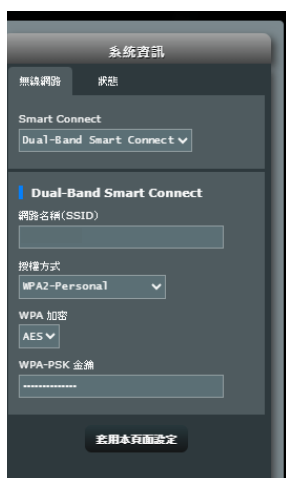 系統資訊
無線網路 狀態
Smart Connect
Dual-Band Smart Connect
Dual-Band Smart Connect
網路名稱(SSID)
授權方式
WPA2-Personal
WPA 加密
AES
WPA-PSK 金鑰
--------------
套用本頁面設定